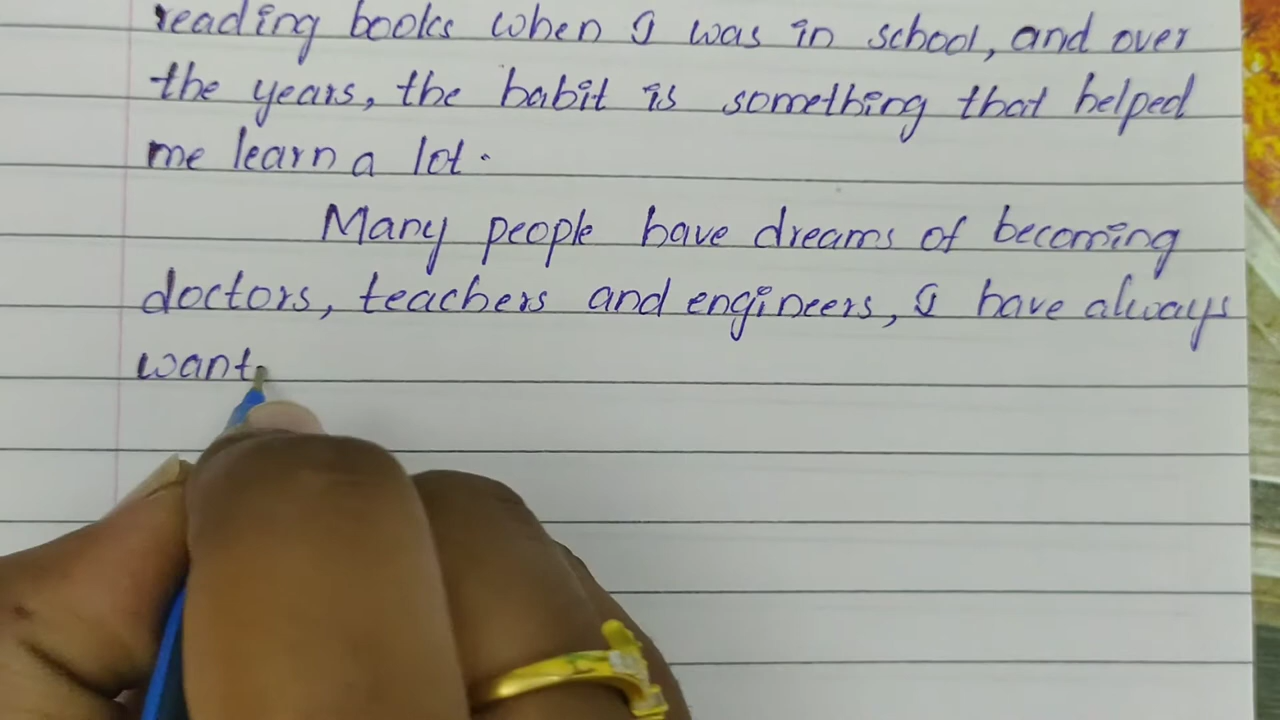 reading books when I was in school, and over
the years, the habit is something that helped
me learn a lot.
Many people have dreams of becoming
doctors, teachers and engineers, I have always
want